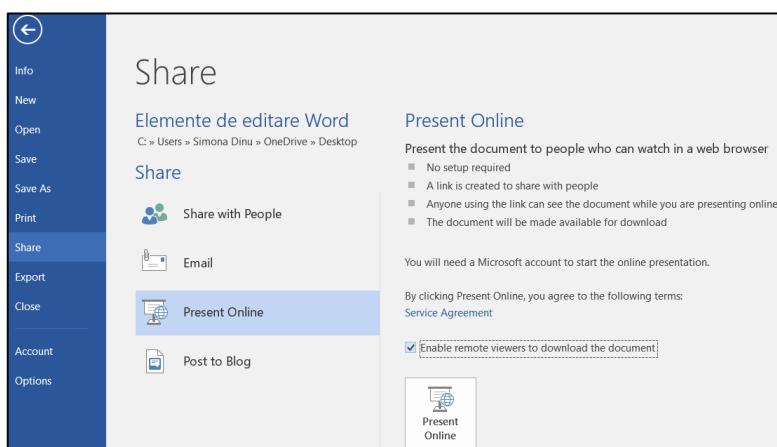 Info
New
Open
Save
Save As
Print
Share
Export
Close
Account
Options
Share
Elemente de editare Word
C: » Users » Simona Dinu » OneDrive » Desktop
Share
Share with People
Email
Present Online
Post to Blog
Present Online
Present the document to people who can watch in a web browser
No setup required
A link is created to share with people
Anyone using the link can see the document while you are presenting online
The document will be made available for download
You will need a Microsoft account to start the online presentation.
By clicking Present Online, you agree to the following terms:
Service Agreement
Enable remote viewers to download the document
Present
Online